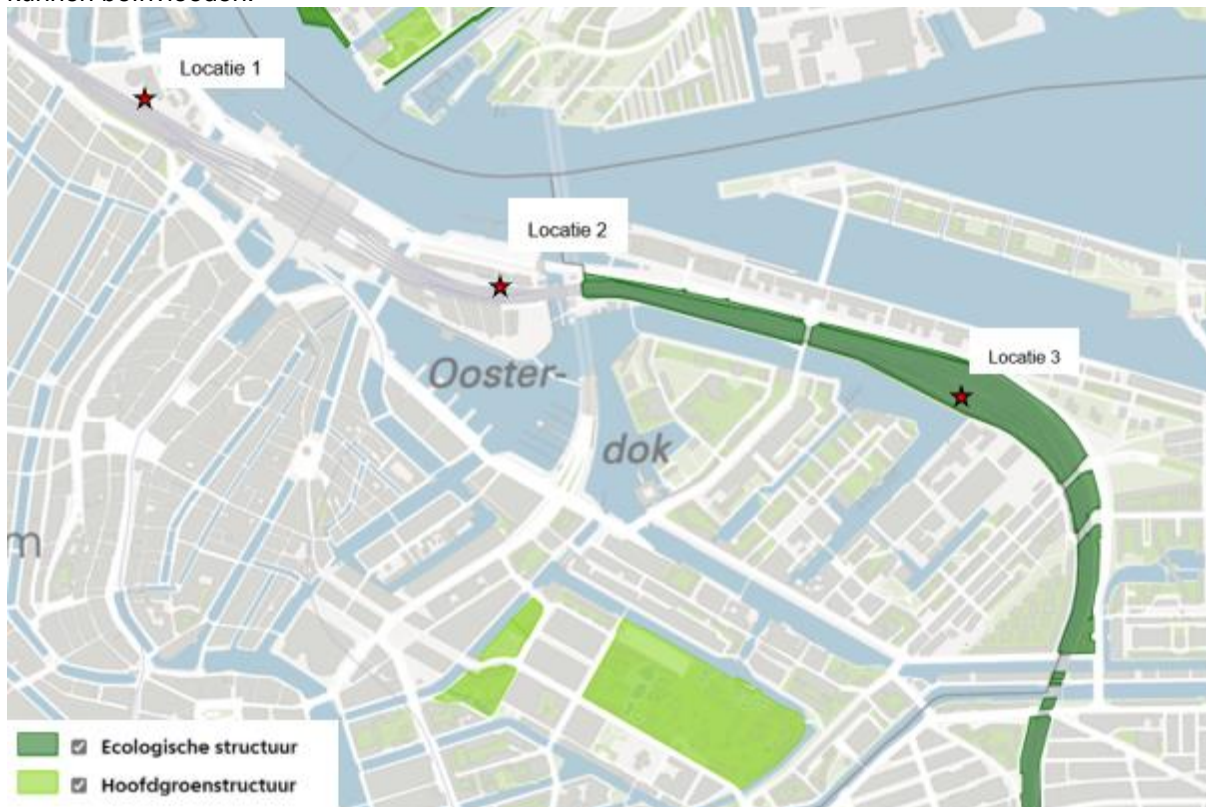 Locatie 1
Locatie 2
Locatie 3
Ooster-
dok
m
Ecologische structuur
Hoofdgroenstructuur